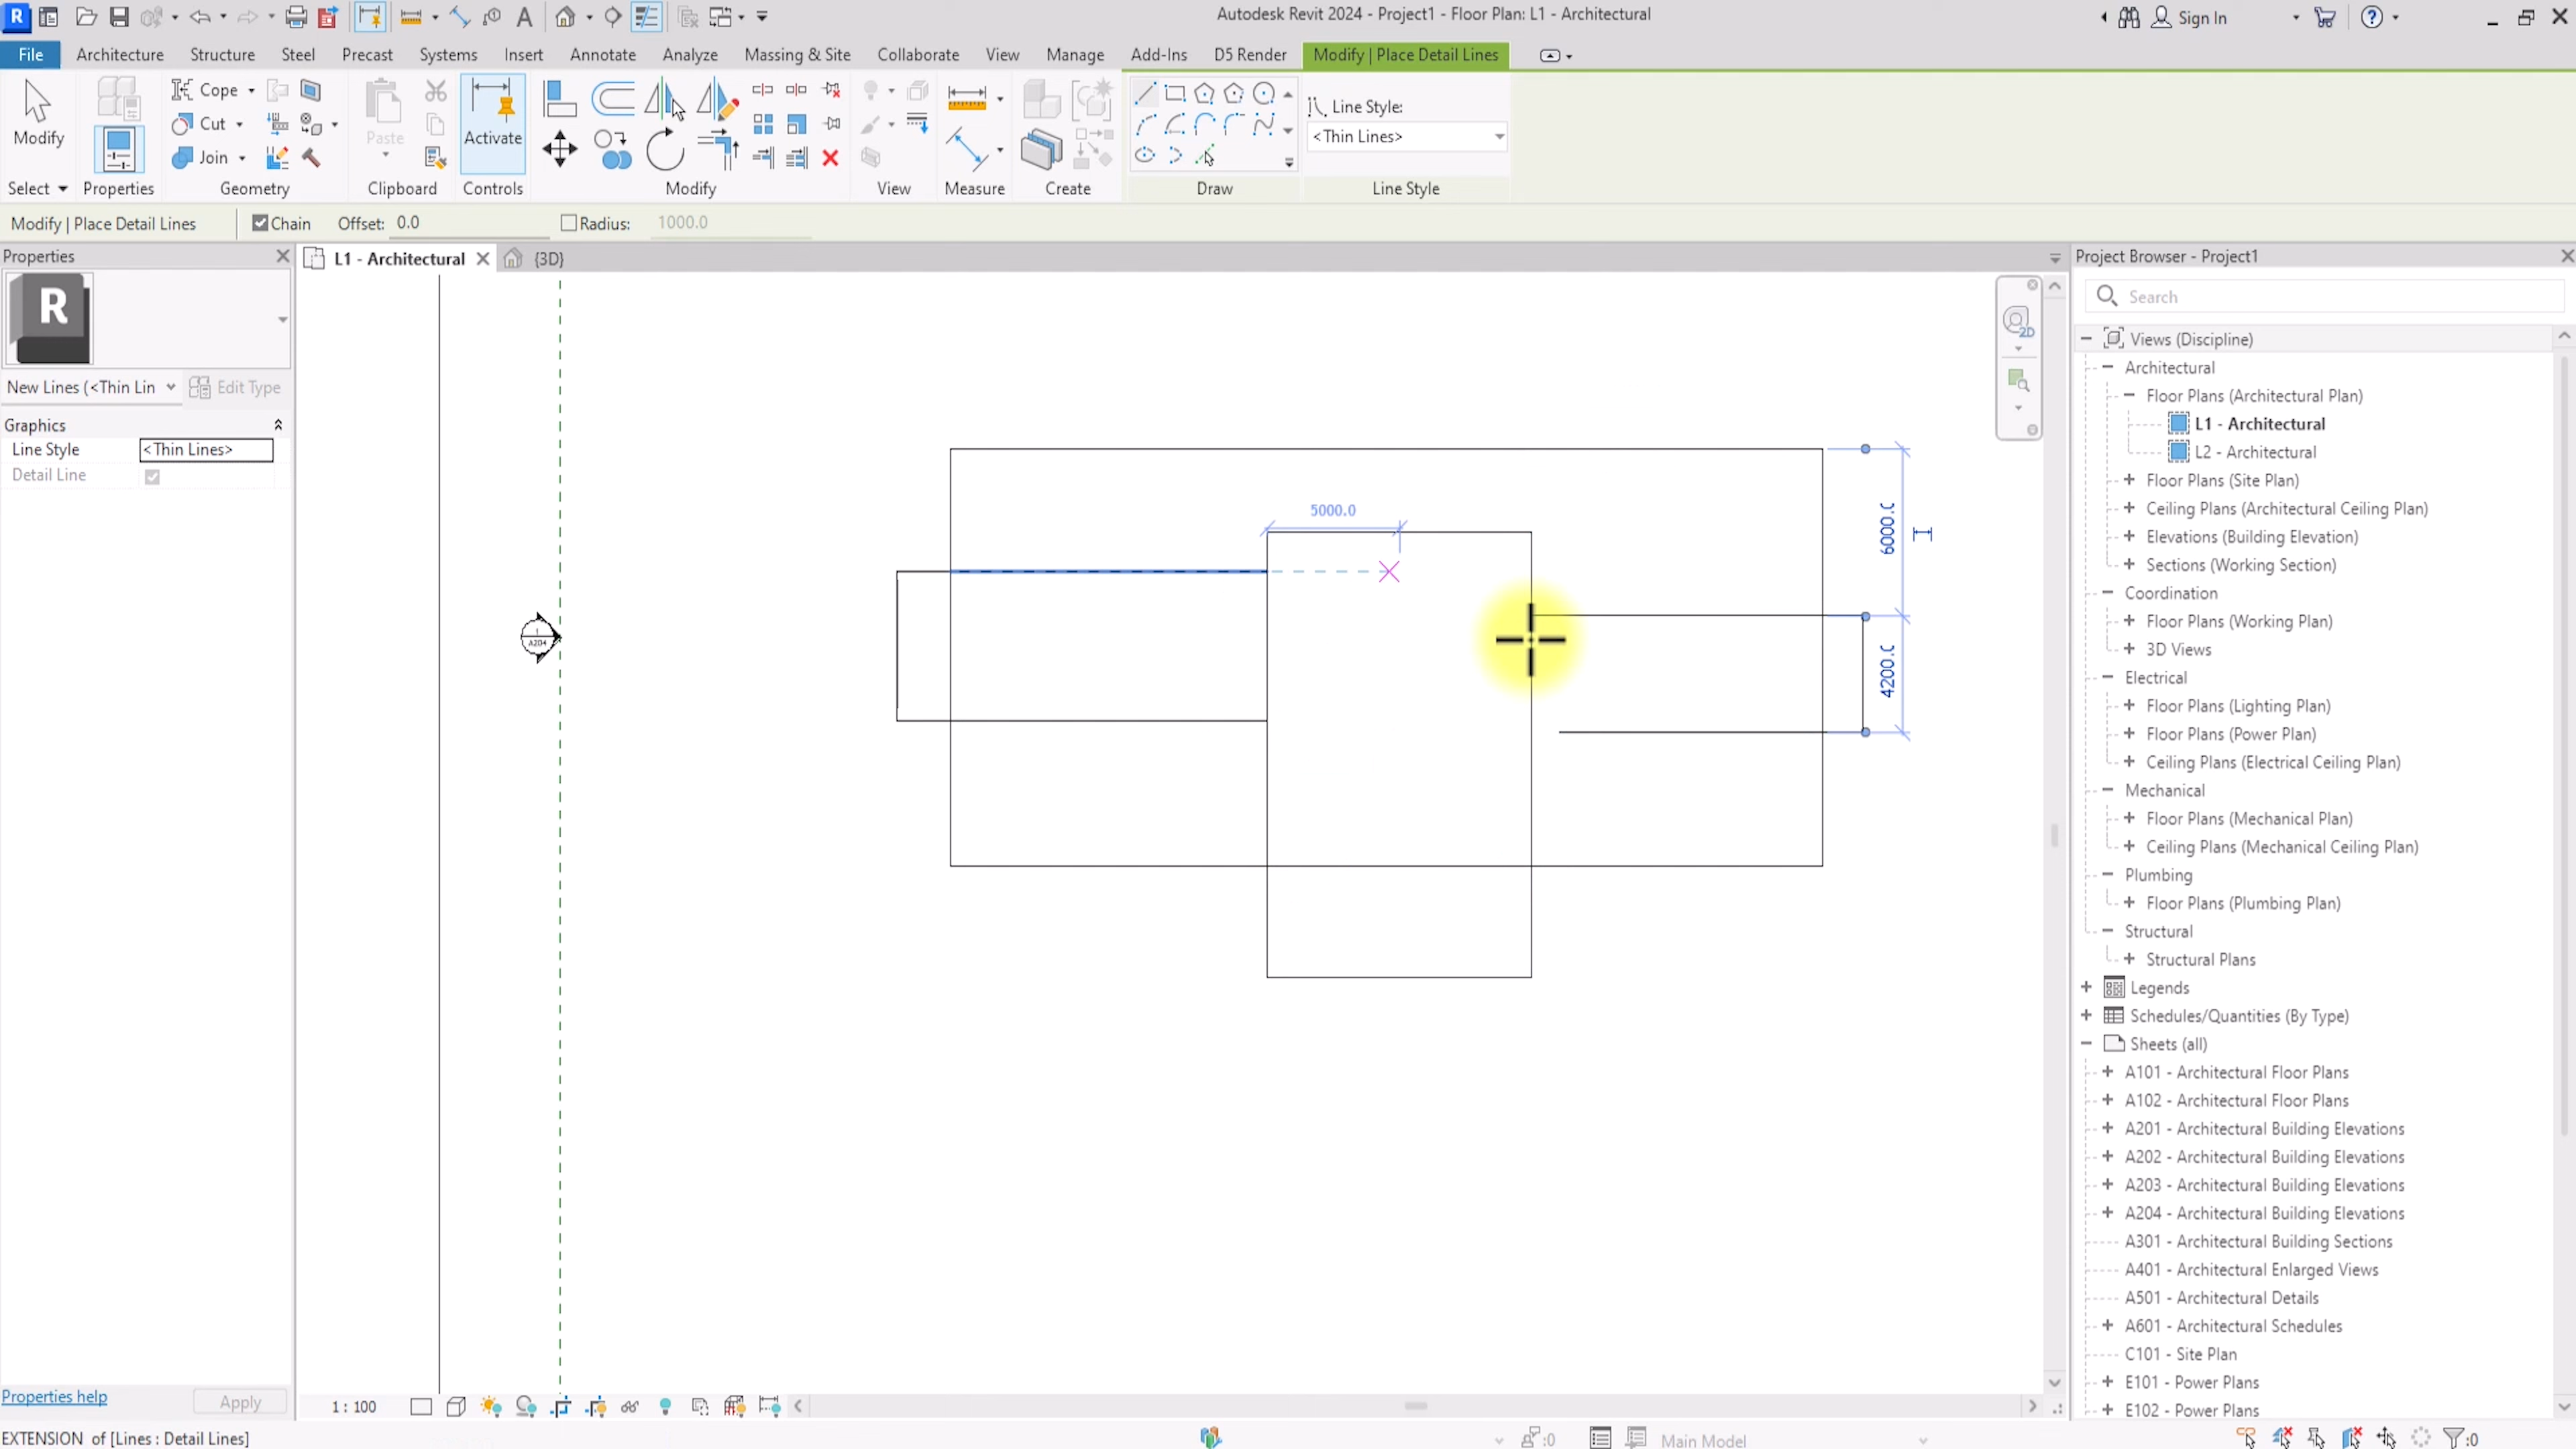 Autodesk Revit 2024 - Project1 - Floor Plan: L1 - Architectural
Sign In
File Architecture Structure Steel Precast Systems Insert Annotate Analyze Massing & Site Collaborate View Manage Add-Ins D5 Render Modify | Place Detail Lines
Cope
Cut
Join
Modify
Paste
Activate
Line Style:
<Thin Lines>
Select Properties Geometry Clipboard Controls Modify View Measure Create Draw Line Style
Modify | Place Detail Lines Chain Offset: 0.0 Radius: 1000.0
Properties
R
New Lines (<Thin Lin Edit Type
Graphics
Line Style <Thin Lines>
Detail Line
Properties help Apply
L1 - Architectural {3D}
2D
5000.0
6000.0
4200.0
A204
1 : 100
Project Browser - Project1
Search
Views (Discipline)
Architectural
Floor Plans (Architectural Plan)
L1 - Architectural
L2 - Architectural
Floor Plans (Site Plan)
Ceiling Plans (Architectural Ceiling Plan)
Elevations (Building Elevation)
Sections (Working Section)
Coordination
Floor Plans (Working Plan)
3D Views
Electrical
Floor Plans (Lighting Plan)
Floor Plans (Power Plan)
Ceiling Plans (Electrical Ceiling Plan)
Mechanical
Floor Plans (Mechanical Plan)
Ceiling Plans (Mechanical Ceiling Plan)
Plumbing
Floor Plans (Plumbing Plan)
Structural
Structural Plans
Legends
Schedules/Quantities (By Type)
Sheets (all)
A101 - Architectural Floor Plans
A102 - Architectural Floor Plans
A201 - Architectural Building Elevations
A202 - Architectural Building Elevations
A203 - Architectural Building Elevations
A204 - Architectural Building Elevations
A301 - Architectural Building Sections
A401 - Architectural Enlarged Views
A501 - Architectural Details
A601 - Architectural Schedules
C101 - Site Plan
E101 - Power Plans
E102 - Power Plans
EXTENSION of [Lines : Detail Lines] :0 Main Model :0